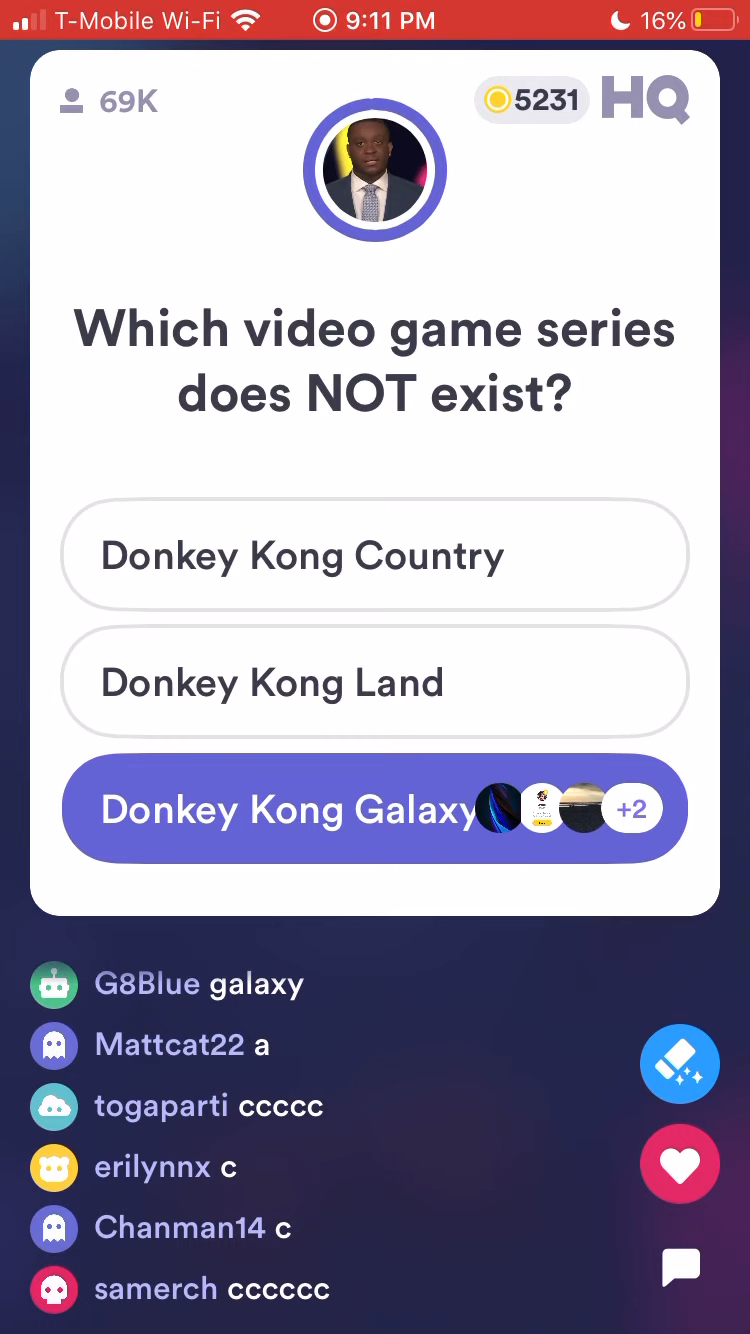 T-Mobile Wi-Fi 9:11 PM 16%
69K 5231 HQ
Which video game series
does NOT exist?
Donkey Kong Country
Donkey Kong Land
Donkey Kong Galaxy +2
G8Blue galaxy
Mattcat22 a
togaparti ccccc
erilynnx c
Chanman14 c
samerch cccccc